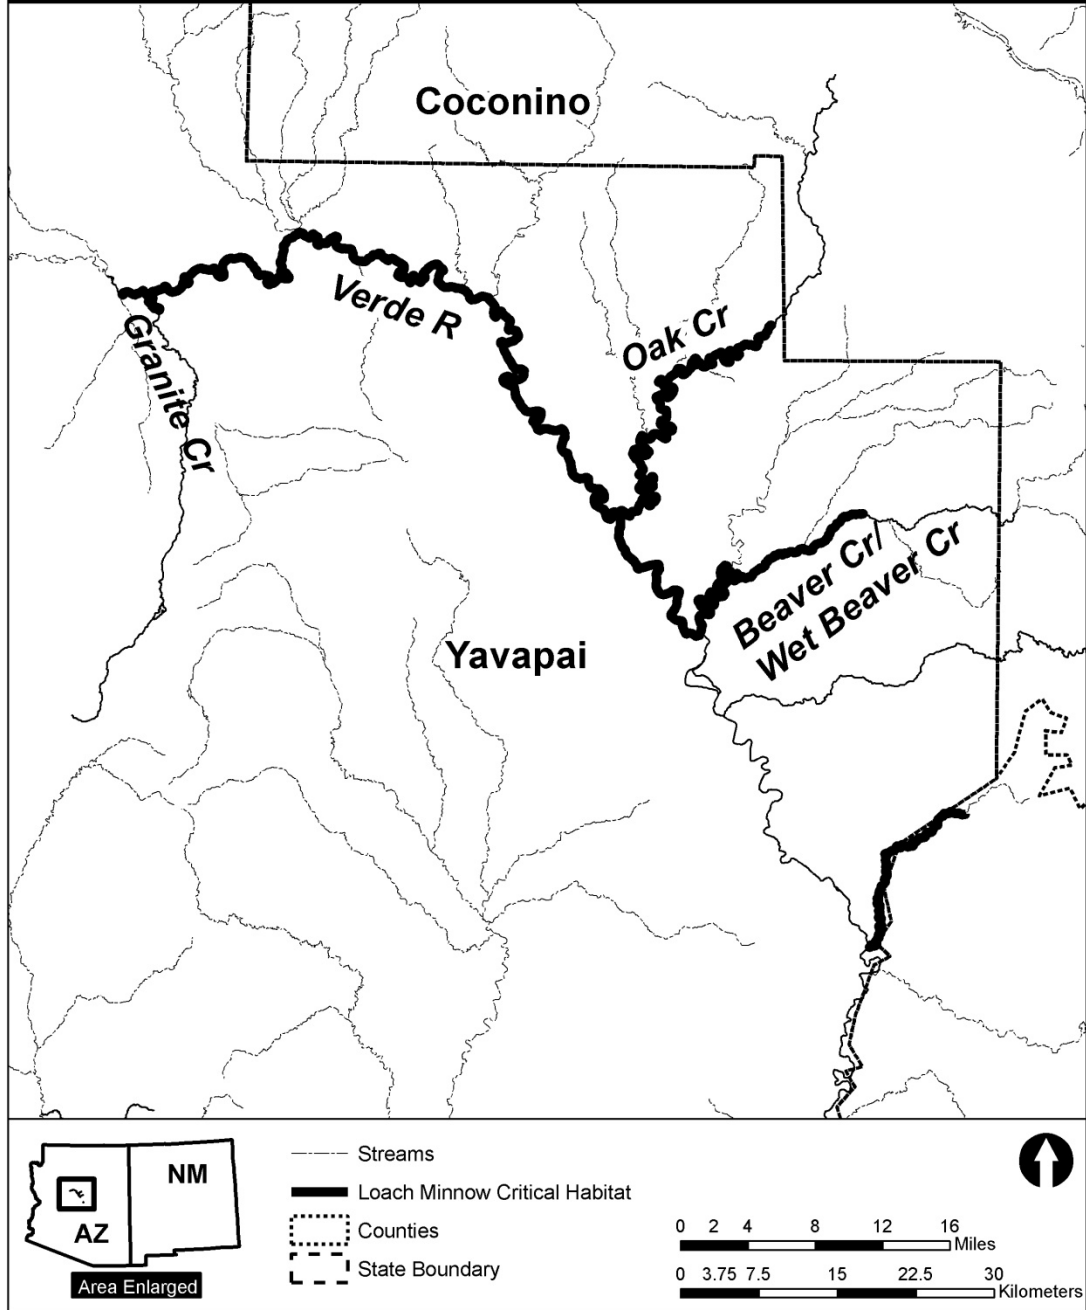 Coconino
Verde R
Oak Cr
Granite Cr
Beaver Cr/
Wet Beaver Cr
Yavapai
NM
AZ
Area Enlarged
Streams
Loach Minnow Critical Habitat
Counties
State Boundary
0 2 4 8 12 16
Miles
0 3.75 7.5 15 22.5 30
Kilometers